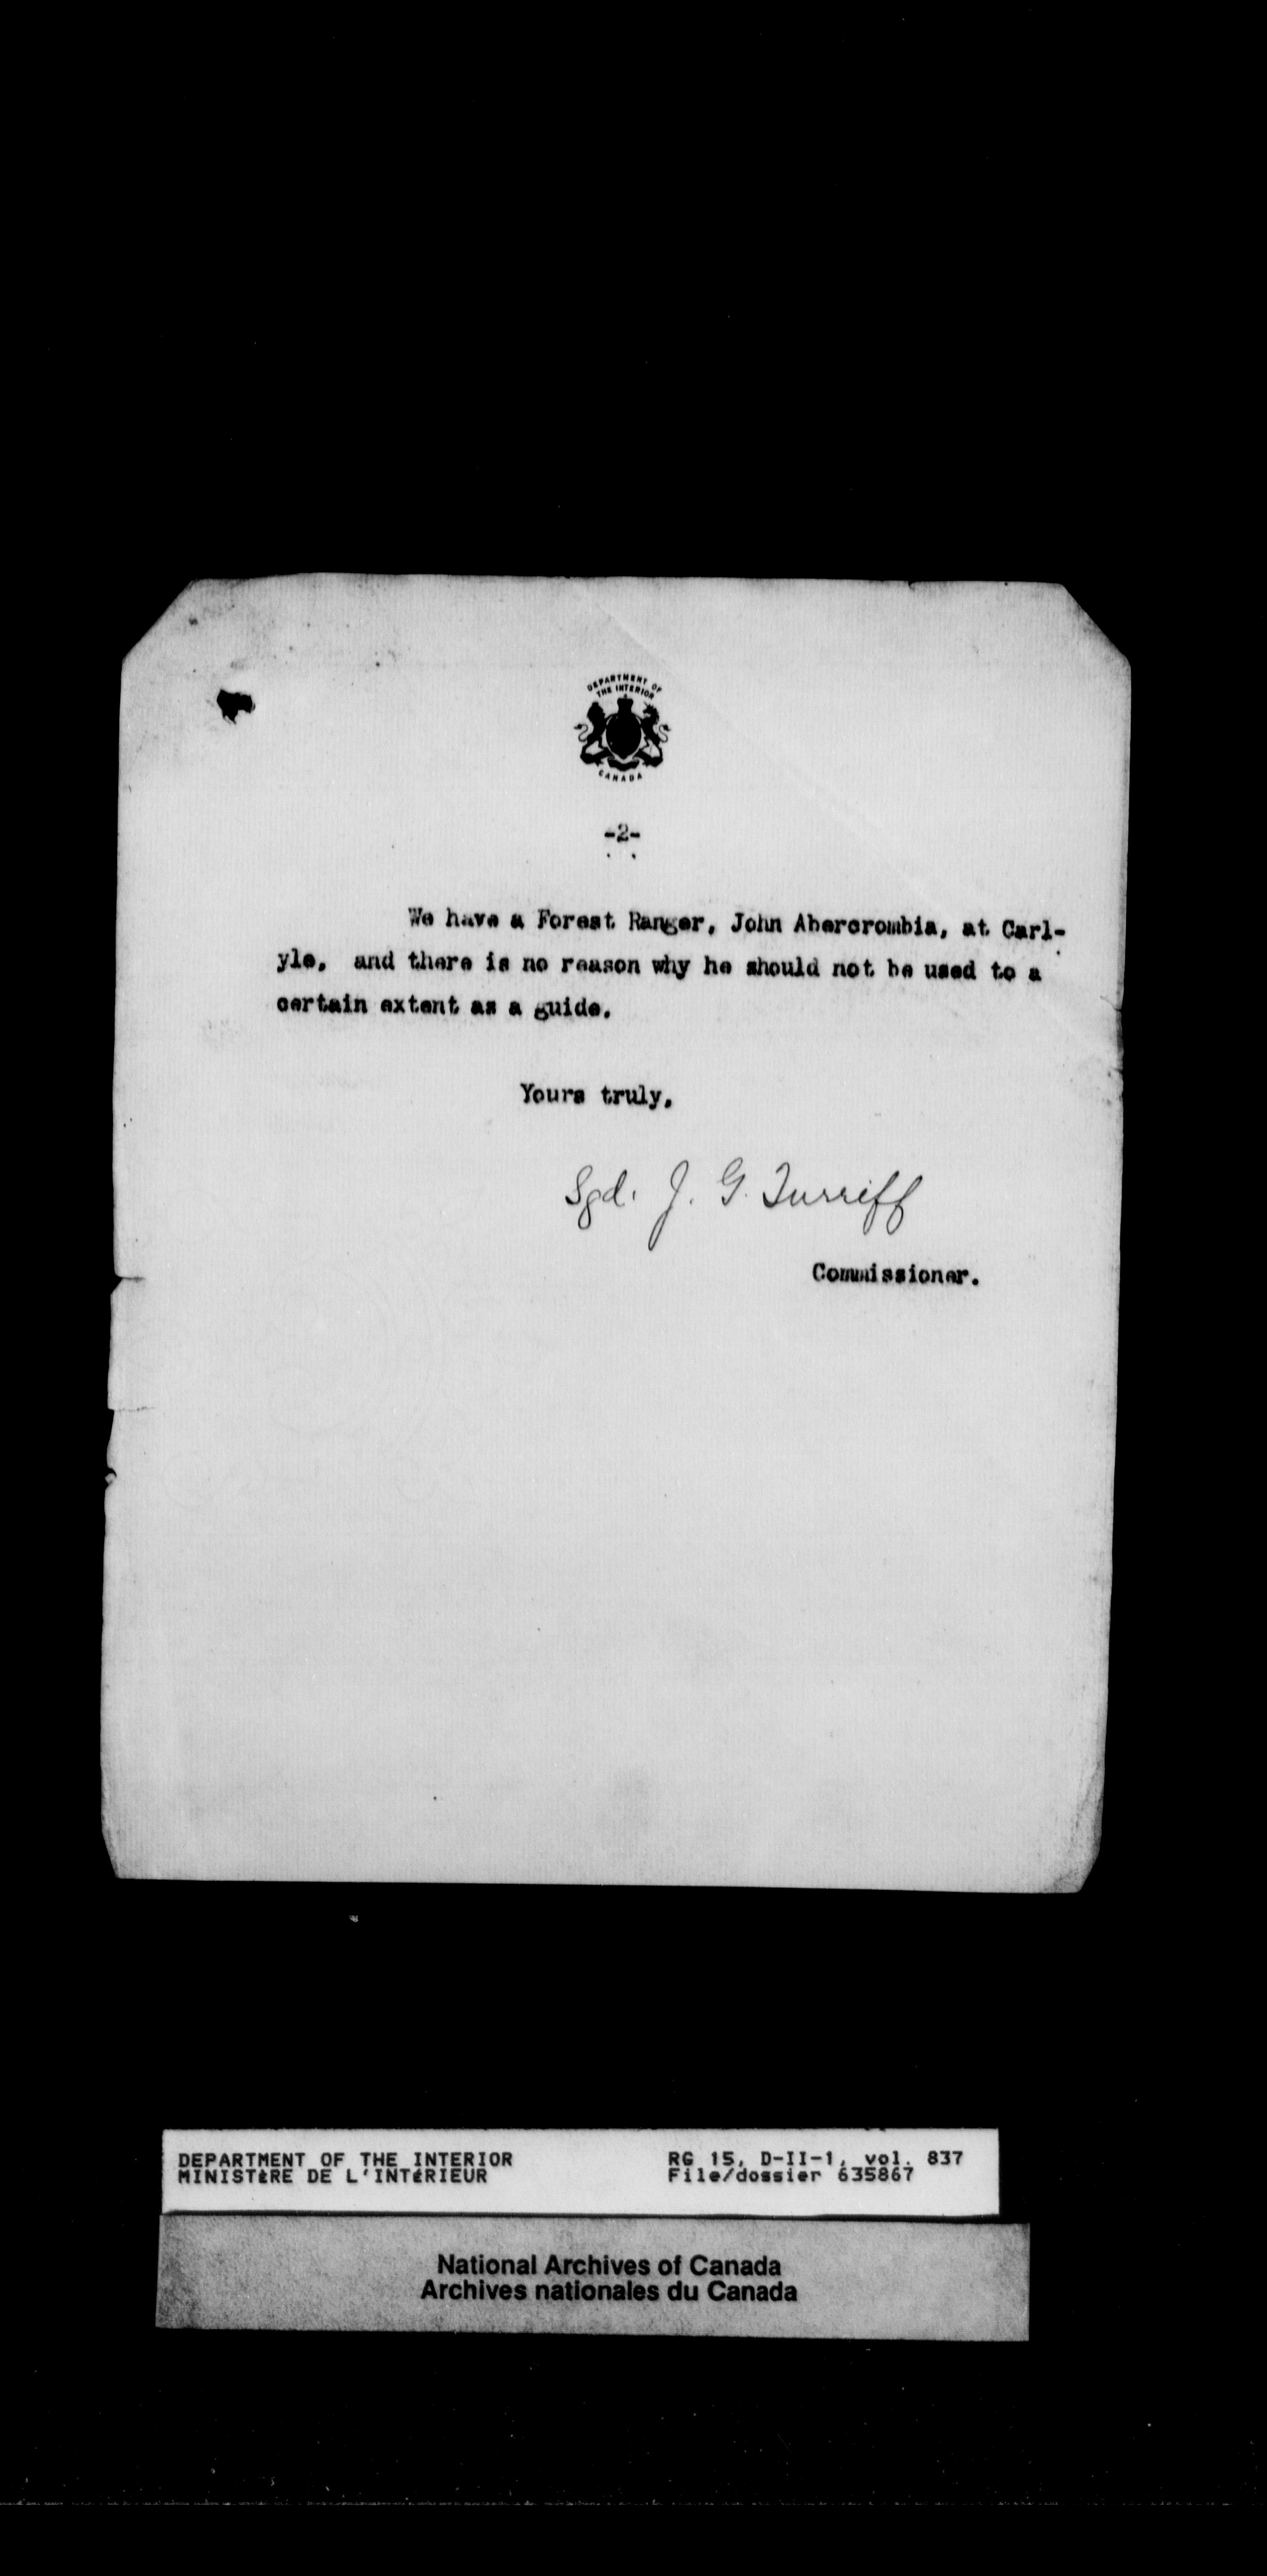 DEPARTMENT OF
THE INTERIOR
CANADA
-2-
We have a Forest Ranger, John Abercrombie, at Carl-
yle, and there is no reason why he should not be used to a
certain extent as a guide.
Yours truly,
Sgd. J. G. Turriff
Commissioner.
DEPARTMENT OF THE INTERIOR
MINISTÈRE DE L'INTÉRIEUR
RG 15, D-II-1, vol. 837
File/dossier 635867
National Archives of Canada
Archives nationales du Canada